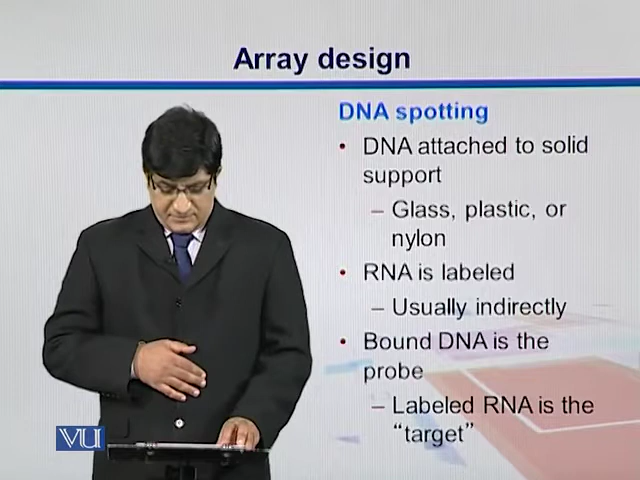 Array design
DNA spotting
• DNA attached to solid
support
– Glass, plastic, or
nylon
• RNA is labeled
– Usually indirectly
• Bound DNA is the
probe
– Labeled RNA is the
“target”
VU